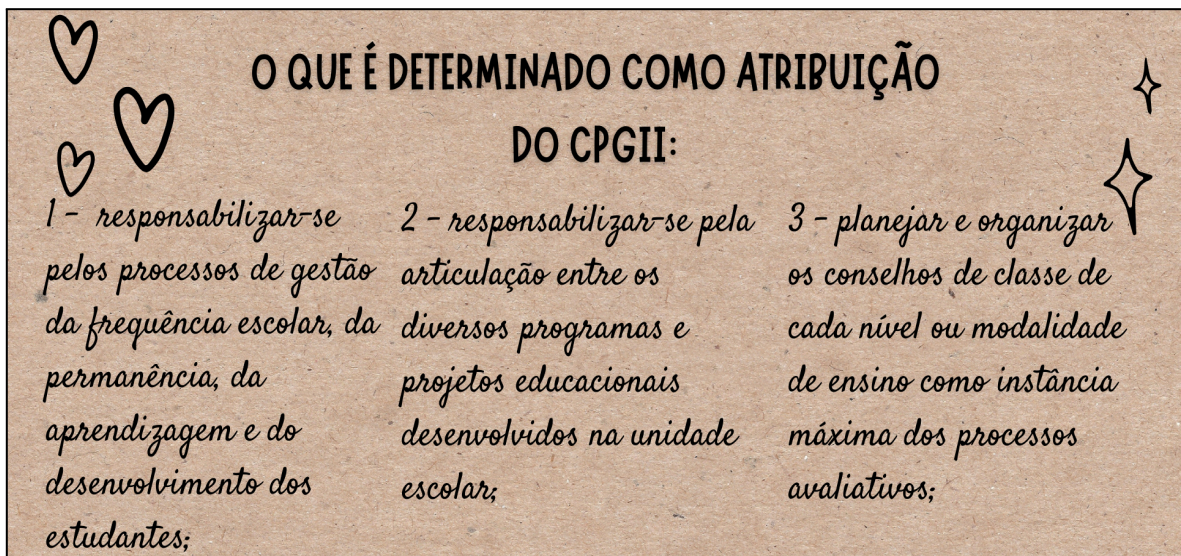 O QUE É DETERMINADO COMO ATRIBUIÇÃO
DO CPGII:
1 - responsabilizar-se
pelos processos de gestão
da frequência escolar, da
permanência, da
aprendizagem e do
desenvolvimento dos
estudantes;
2 - responsabilizar-se pela
articulação entre os
diversos programas e
projetos educacionais
desenvolvidos na unidade
escolar;
3 - planejar e organizar
os conselhos de classe de
cada nível ou modalidade
de ensino como instância
máxima dos processos
avaliativos;